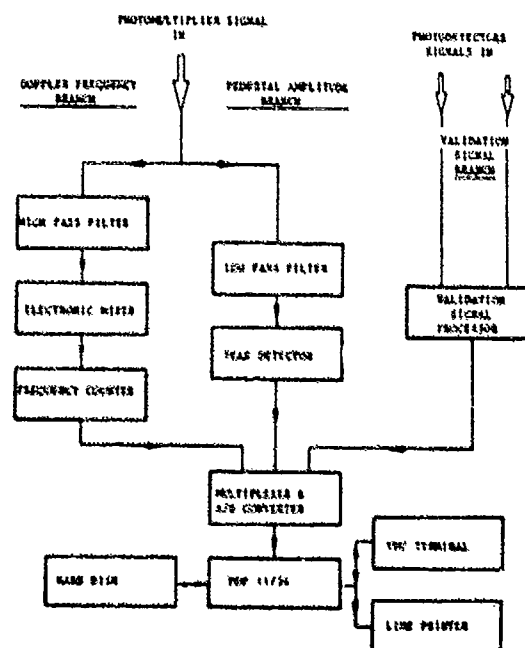 PHOTOMULTIPLIER SIGNAL
IN
PHOTODETECTORS
SIGNALS IN
DOPPLER FREQUENCY
BRANCH
PEDESTAL AMPLITUDE
BRANCH
VALIDATION
SIGNAL
BRANCH
HIGH PASS FILTER
LOW PASS FILTER
ELECTRONIC MIXER
VALIDATION
SIGNAL
PROCESSOR
PEAK DETECTOR
FREQUENCY COUNTER
MULTIPLEXER &
A/D CONVERTER
TERMINAL
HARD DISK
PDP
LINE PRINTER